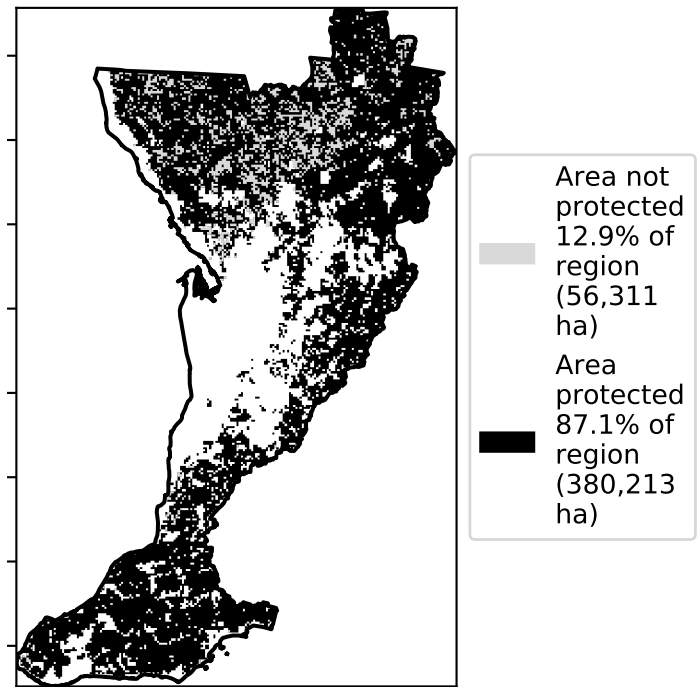 Area not
protected
12.9% of
region
(56,311
ha)
Area
protected
87.1% of
region
(380,213
ha)